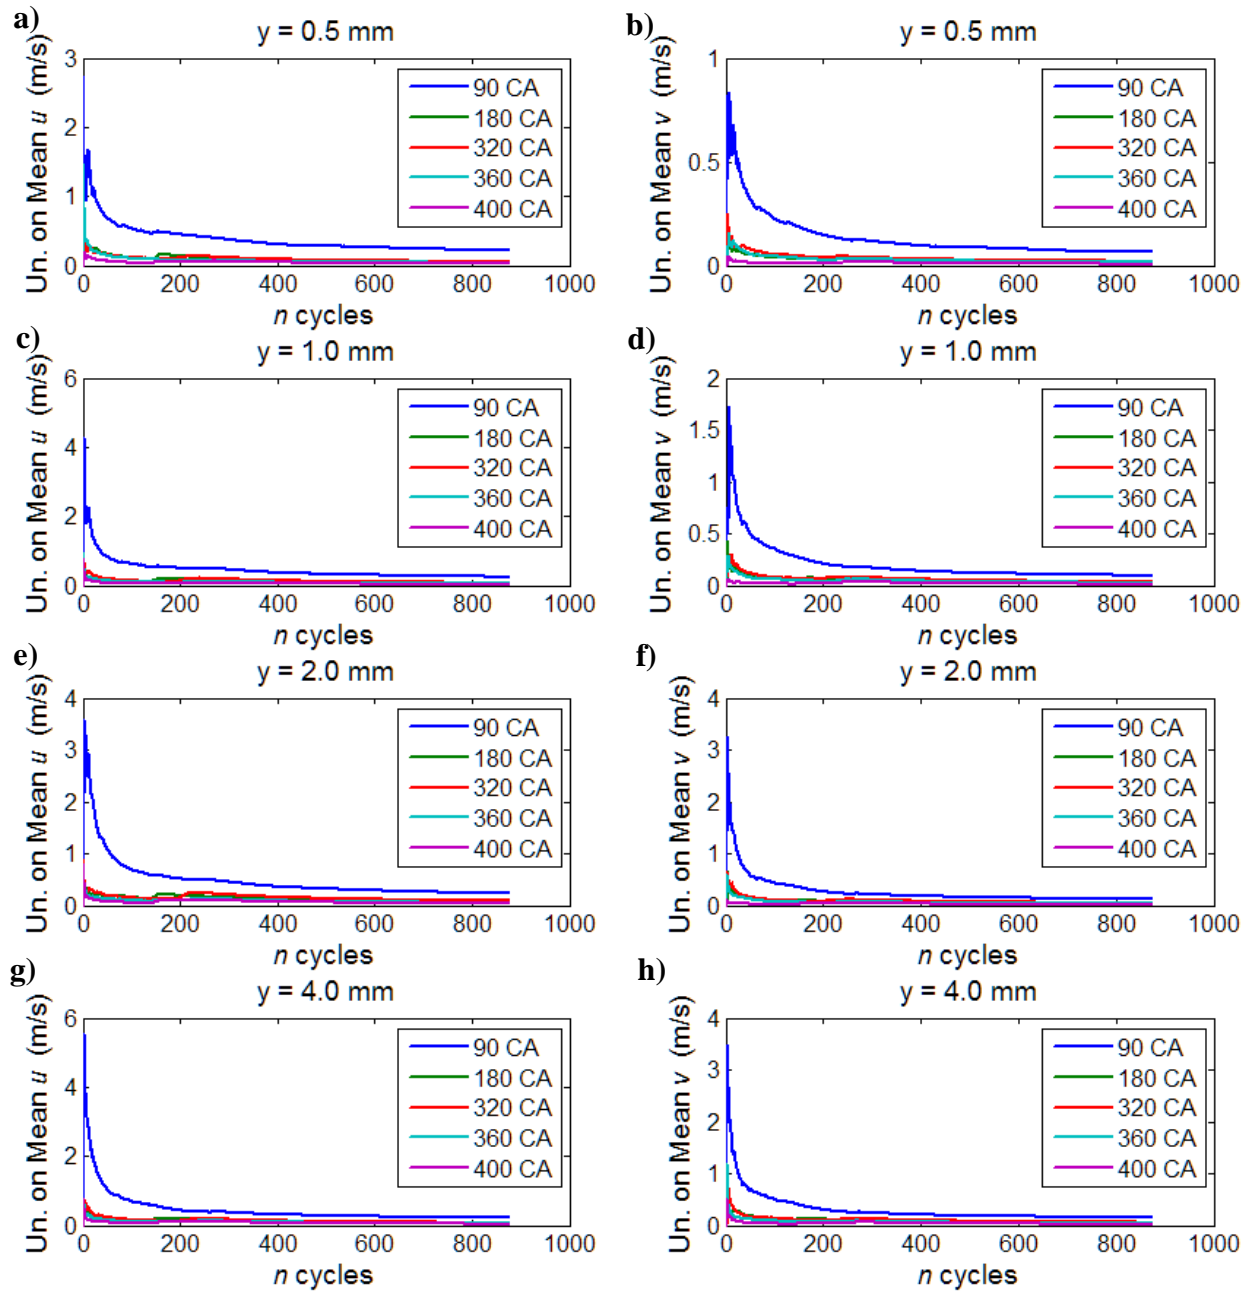 a)
y = 0.5 mm
Un. on Mean u (m/s)
3
2
1
0
0 200 400 600 800 1000
n cycles
90 CA
180 CA
320 CA
360 CA
400 CA
b)
y = 0.5 mm
Un. on Mean v (m/s)
1
0.5
0
0 200 400 600 800 1000
n cycles
90 CA
180 CA
320 CA
360 CA
400 CA
c)
y = 1.0 mm
Un. on Mean u (m/s)
6
4
2
0
0 200 400 600 800 1000
n cycles
90 CA
180 CA
320 CA
360 CA
400 CA
d)
y = 1.0 mm
Un. on Mean v (m/s)
2
1.5
1
0.5
0
0 200 400 600 800 1000
n cycles
90 CA
180 CA
320 CA
360 CA
400 CA
e)
y = 2.0 mm
Un. on Mean u (m/s)
4
3
2
1
0
0 200 400 600 800 1000
n cycles
90 CA
180 CA
320 CA
360 CA
400 CA
f)
y = 2.0 mm
Un. on Mean v (m/s)
4
3
2
1
0
0 200 400 600 800 1000
n cycles
90 CA
180 CA
320 CA
360 CA
400 CA
g)
y = 4.0 mm
Un. on Mean u (m/s)
6
4
2
0
0 200 400 600 800 1000
n cycles
90 CA
180 CA
320 CA
360 CA
400 CA
h)
y = 4.0 mm
Un. on Mean v (m/s)
4
3
2
1
0
0 200 400 600 800 1000
n cycles
90 CA
180 CA
320 CA
360 CA
400 CA